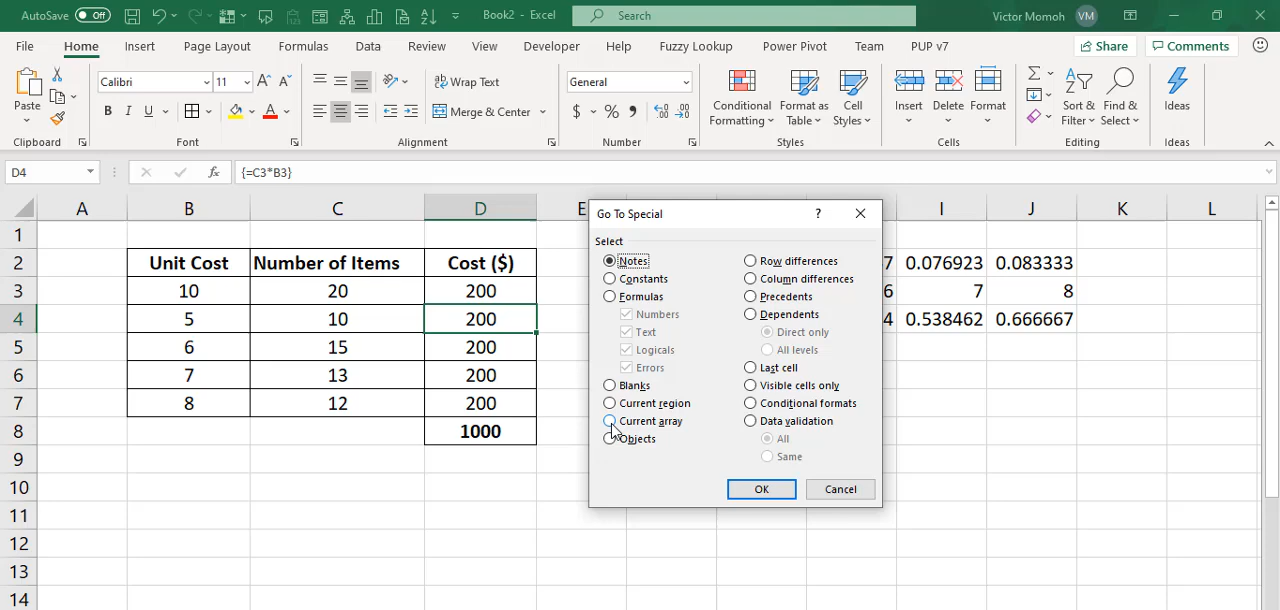 AutoSave Off Book2 - Excel Search Victor Momoh VM
File Home Insert Page Layout Formulas Data Review View Developer Help Fuzzy Lookup Power Pivot Team PUP v7 Share Comments
Paste Calibri 11 Wrap Text General Conditional Formatting Format as Table Cell Styles Insert Delete Format Sort & Filter Find & Select Ideas
B I U Merge & Center $ % ,
Clipboard Font Alignment Number Styles Cells Editing Ideas
D4 fx {=C3*B3}
A B C D E I J K L
Go To Special ? ×
1
Select
2 Unit Cost Number of Items Cost ($) 7 0.076923 0.083333
3 10 20 200 6 7 8
4 5 10 200 4 0.538462 0.666667
5 6 15 200
6 7 13 200
7 8 12 200
8 1000
9
10
11
12
13
14
Notes
Constants
Formulas
Numbers
Text
Logicals
Errors
Blanks
Current region
Current array
Objects
Row differences
Column differences
Precedents
Dependents
Direct only
All levels
Last cell
Visible cells only
Conditional formats
Data validation
All
Same
OK Cancel